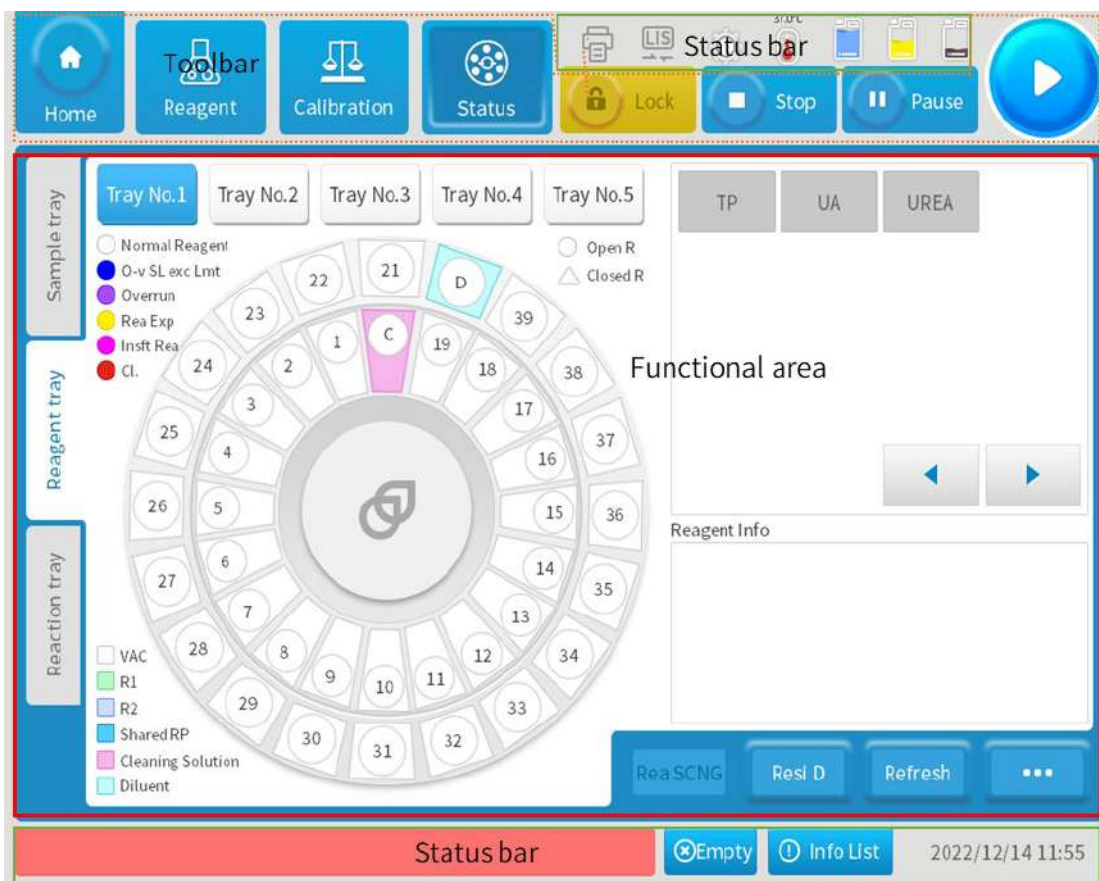 37.0℃
LIS
Status bar
Toolbar
Home
Reagent
Calibration
Status
Lock
Stop
Pause
Sample tray
Reagent tray
Reaction tray
Tray No.1
Tray No.2
Tray No.3
Tray No.4
Tray No.5
TP
UA
UREA
Normal Reagent
O-v SL exc Lmt
Overrun
Rea Exp
Insft Rea
Cl.
Open R
Closed R
21
D
39
38
37
36
35
34
33
32
31
30
29
28
27
26
25
24
23
22
C
19
18
17
16
15
14
13
12
11
10
9
8
7
6
5
4
3
2
1
Functional area
Reagent Info
VAC
R1
R2
Shared RP
Cleaning Solution
Diluent
Rea SCNG
Resi D
Refresh
•••
Status bar
Empty
Info List
2022/12/14 11:55